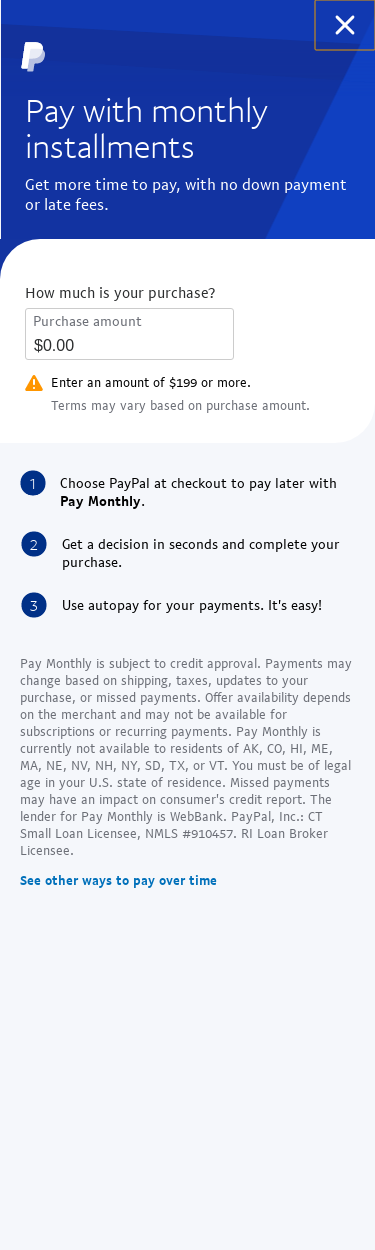 Pay with monthly
installments
Get more time to pay, with no down payment
or late fees.
How much is your purchase?
Purchase amount
$0.00
Enter an amount of $199 or more.
Terms may vary based on purchase amount.
1 Choose PayPal at checkout to pay later with
Pay Monthly.
2 Get a decision in seconds and complete your
purchase.
3 Use autopay for your payments. It's easy!
Pay Monthly is subject to credit approval. Payments may
change based on shipping, taxes, updates to your
purchase, or missed payments. Offer availability depends
on the merchant and may not be available for
subscriptions or recurring payments. Pay Monthly is
currently not available to residents of AK, CO, HI, ME,
MA, NE, NV, NH, NY, SD, TX, or VT. You must be of legal
age in your U.S. state of residence. Missed payments
may have an impact on consumer's credit report. The
lender for Pay Monthly is WebBank. PayPal, Inc.: CT
Small Loan Licensee, NMLS #910457. RI Loan Broker
Licensee.
See other ways to pay over time